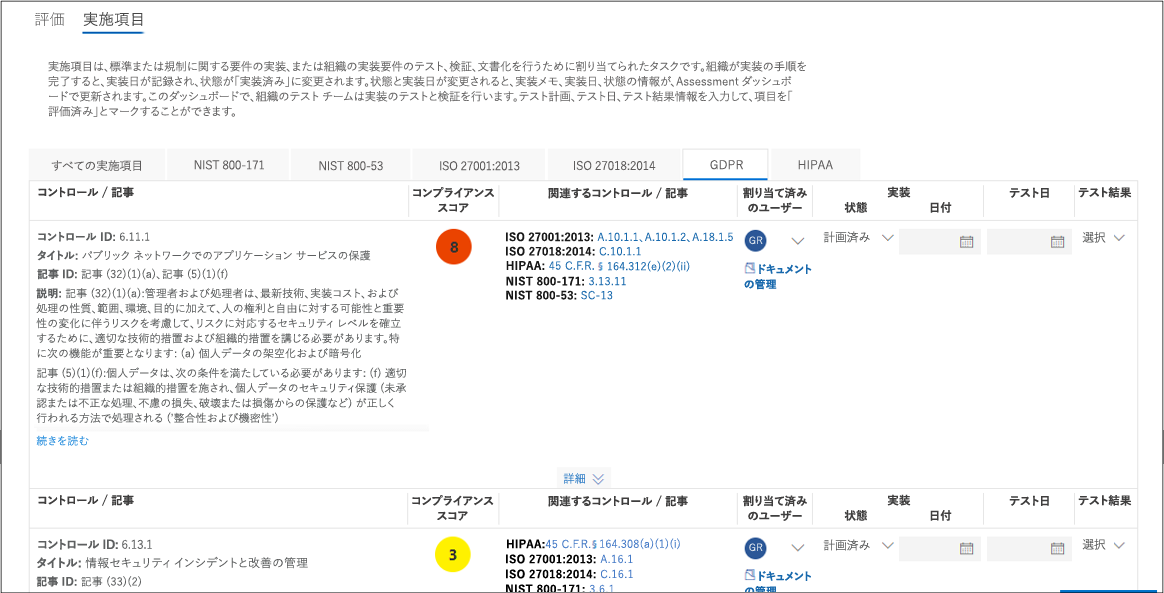 評価 実施項目
実施項目は、標準または規制に関する要件の実装、または組織の実装要件のテスト、検証、文書化を行うために割り当てられたタスクです。組織が実装の手順を
完了すると、実装日が記録され、状態が「実装済み」に変更されます。状態と実装日が変更されると、実装メモ、実装日、状態の情報が、Assessment ダッシュボ
ードで更新されます。このダッシュボードで、組織のテスト チームは実装のテストと検証を行います。テスト計画、テスト日、テスト結果情報を入力して、項目を「
評価済み」とマークすることができます。
すべての実施項目 NIST 800-171 NIST 800-53 ISO 27001:2013 ISO 27018:2014 GDPR HIPAA
コントロール / 記事
コンプライアンス
スコア
関連するコントロール / 記事
割り当て済み
のユーザー
実装
状態 日付
テスト日
テスト結果
コントロール ID: 6.11.1
タイトル: パブリック ネットワークでのアプリケーション サービスの保護
記事 ID: 記事 (32)(1)(a)、記事 (5)(1)(f)
説明: 記事 (32)(1)(a):管理者および処理者は、最新技術、実装コスト、および
処理の性質、範囲、環境、目的に加えて、人の権利と自由に対する可能性と重要
性の変化に伴うリスクを考慮して、リスクに対応するセキュリティ レベルを確立
するために、適切な技術的措置および組織的措置を講じる必要があります。特
に次の機能が重要となります: (a) 個人データの架空化および暗号化
記事 (5)(1)(f):個人データは、次の条件を満たしている必要があります: (f) 適切
な技術的措置または組織的措置を施され、個人データのセキュリティ保護 (未承
認または不正な処理、不慮の損失、破壊または損傷からの保護など) が正しく
行われる方法で処理される ('整合性および機密性')
続きを読む
8
ISO 27001:2013: A.10.1.1、A.10.1.2、A.18.1.5
ISO 27018:2014: C.10.1.1
HIPAA: 45 C.F.R. § 164.312(e)(2)(ii)
NIST 800-171: 3.13.11
NIST 800-53: SC-13
GR
ドキュメント
の管理
計画済み
選択
詳細
コントロール / 記事
コンプライアンス
スコア
関連するコントロール / 記事
割り当て済み
のユーザー
実装
状態 日付
テスト日
テスト結果
コントロール ID: 6.13.1
タイトル: 情報セキュリティ インシデントと改善の管理
記事 ID: 記事 (33)(2)
3
HIPAA:45 C.F.R.§ 164.308(a)(1)(i)
ISO 27001:2013: A.16.1
ISO 27018:2014: C.16.1
NIST 800-171: 3.6.1
GR
ドキュメント
の管理
計画済み
選択